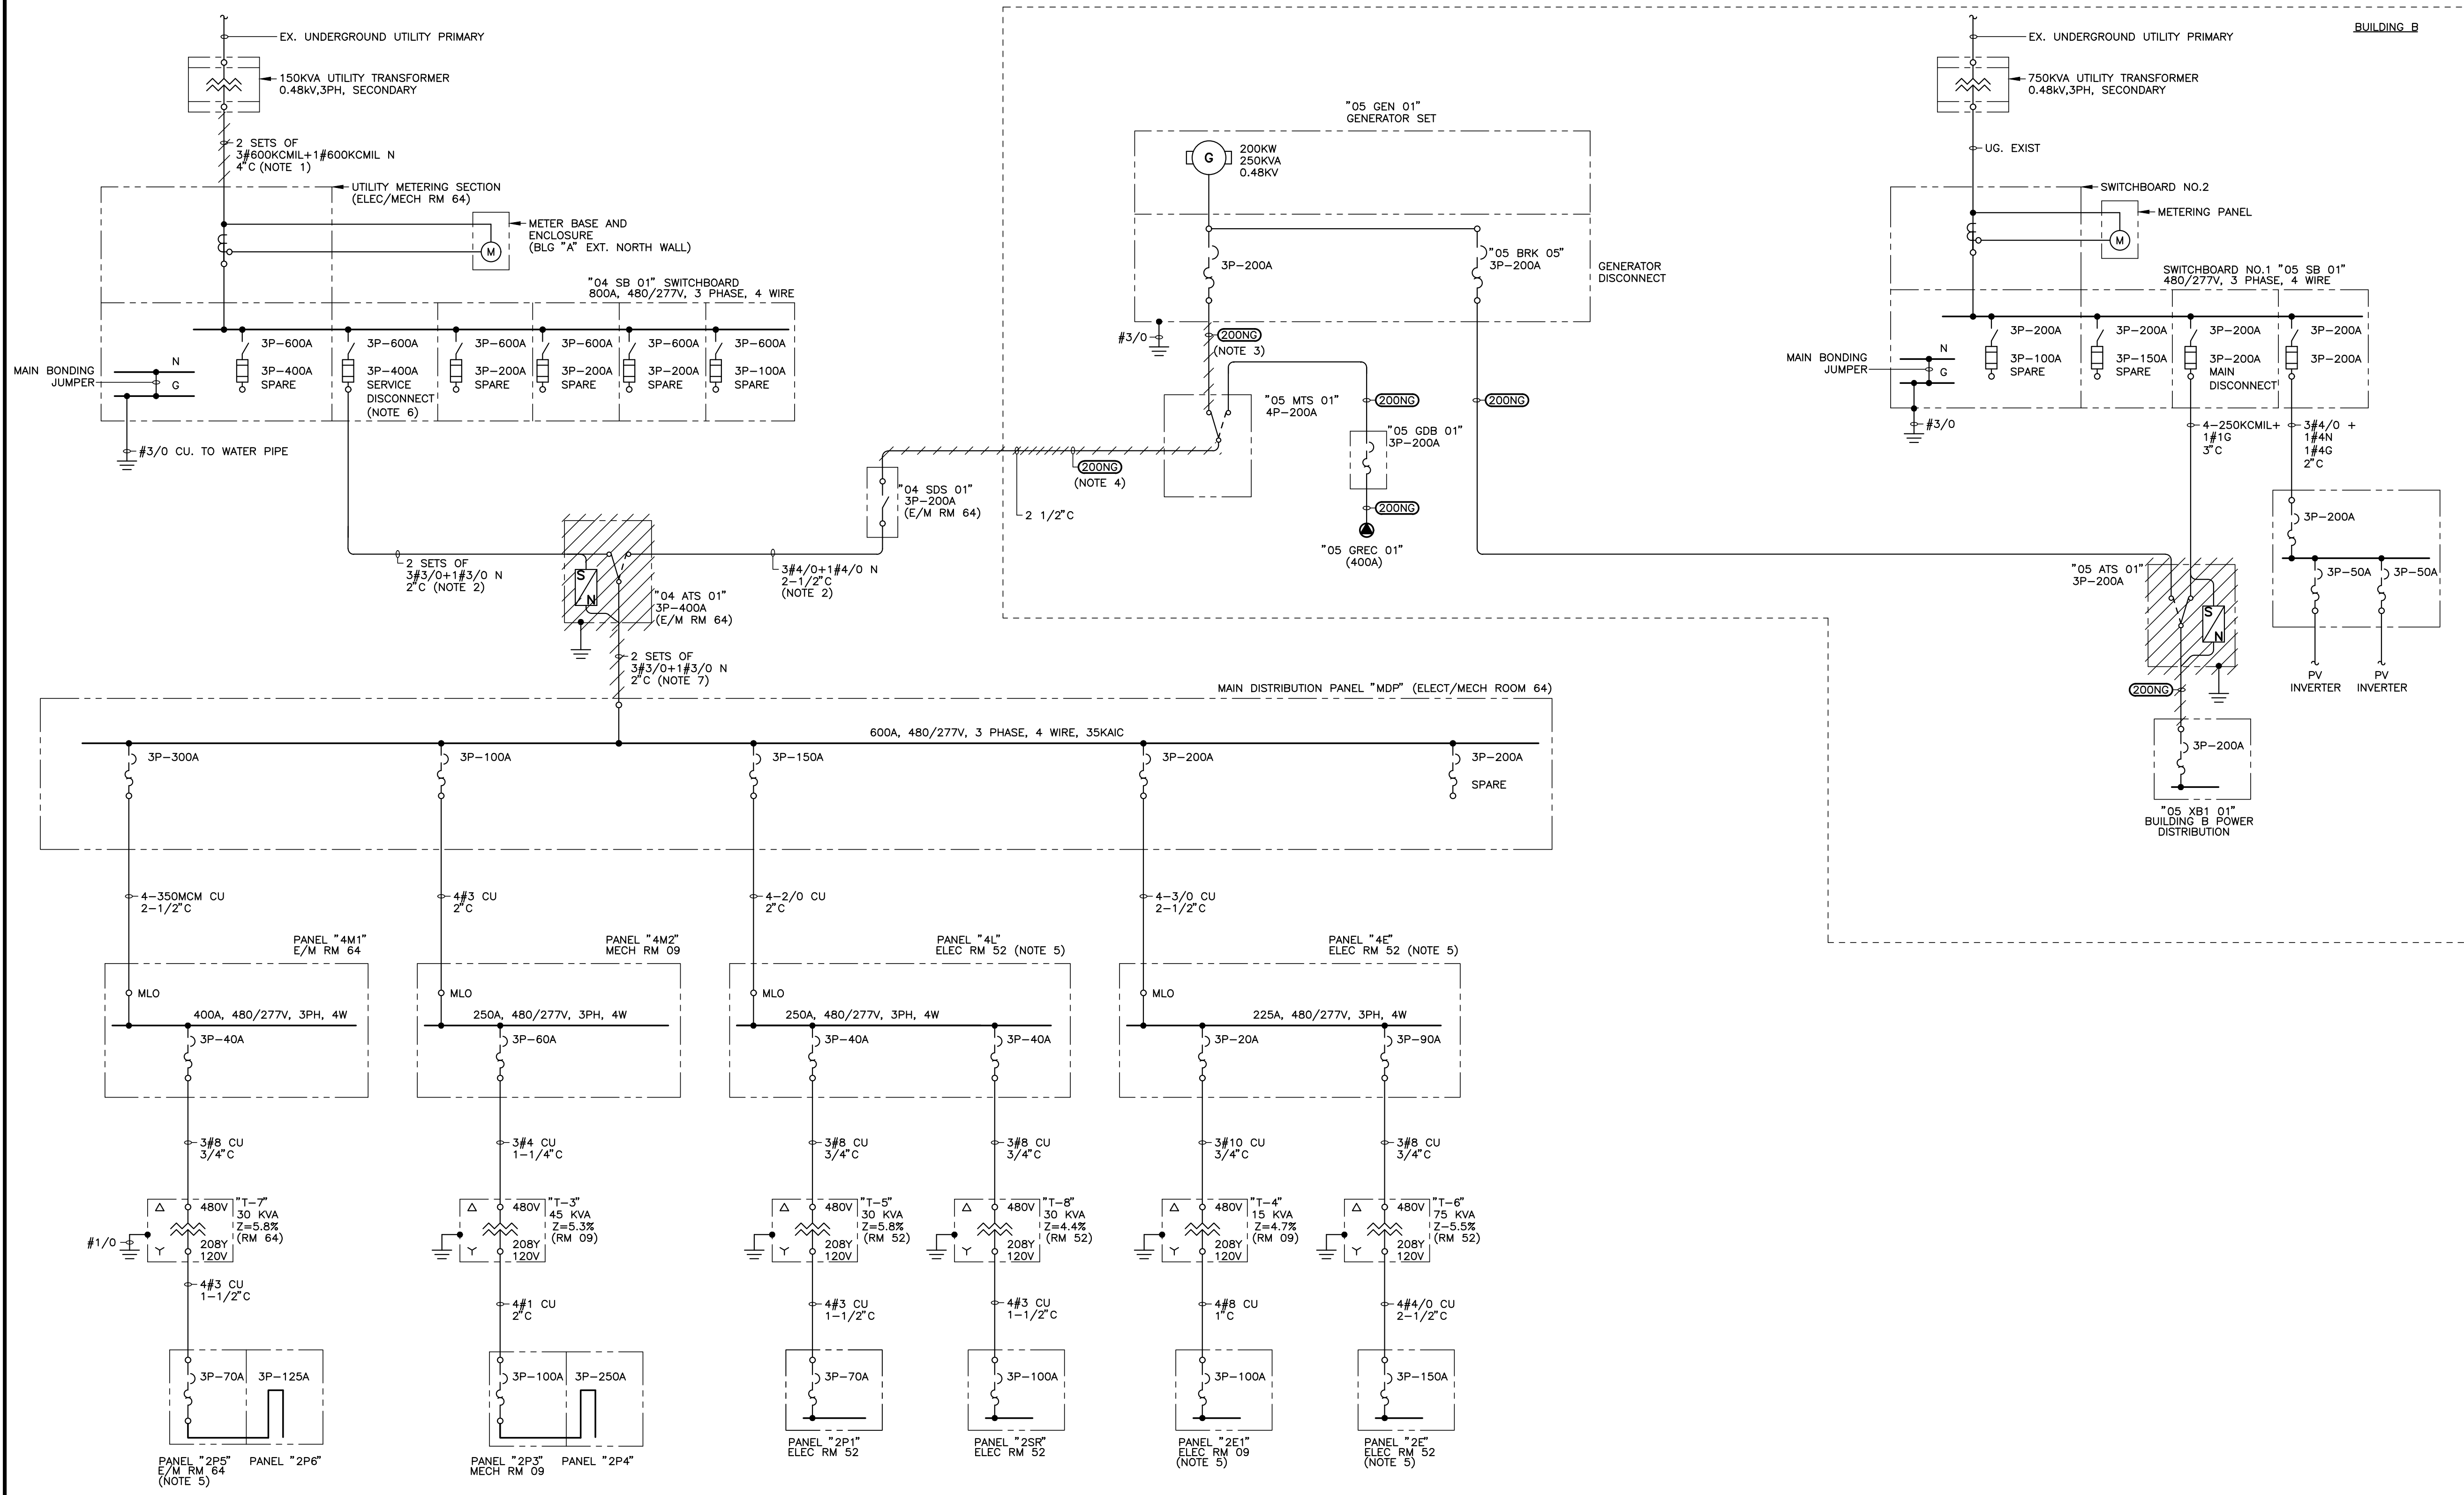 EX. UNDERGROUND UTILITY PRIMARY
150KVA UTILITY TRANSFORMER
0.48kV,3PH, SECONDARY
2 SETS OF
3#600KCMIL+1#600KCMIL N
4"C (NOTE 1)
UTILITY METERING SECTION
(ELEC/MECH RM 64)
METER BASE AND
ENCLOSURE
(BLG "A" EXT. NORTH WALL)
M
"04 SB 01" SWITCHBOARD
800A, 480/277V, 3 PHASE, 4 WIRE
MAIN BONDING
JUMPER
N
G
3P-600A
3P-400A
SPARE
3P-600A
3P-400A
SERVICE
DISCONNECT
(NOTE 6)
3P-600A
3P-200A
SPARE
3P-600A
3P-200A
SPARE
3P-600A
3P-200A
SPARE
3P-600A
3P-100A
SPARE
#3/0 CU. TO WATER PIPE
"05 GEN 01"
GENERATOR SET
G
200KW
250KVA
0.48KV
3P-200A
"05 BRK 05"
3P-200A
GENERATOR
DISCONNECT
#3/0
200NG
(NOTE 3)
"05 MTS 01"
4P-200A
200NG
"05 GDB 01"
3P-200A
200NG
"05 GREC 01"
(400A)
200NG
200NG
(NOTE 4)
2 1/2"C
"04 SDS 01"
3P-200A
(E/M RM 64)
2 SETS OF
3#3/0+1#3/0 N
2"C (NOTE 2)
3#4/0+1#4/0 N
2-1/2"C
(NOTE 2)
S
N
"04 ATS 01"
3P-400A
(E/M RM 64)
2 SETS OF
3#3/0+1#3/0 N
2"C (NOTE 7)
BUILDING B
EX. UNDERGROUND UTILITY PRIMARY
750KVA UTILITY TRANSFORMER
0.48kV,3PH, SECONDARY
UG. EXIST
SWITCHBOARD NO.2
METERING PANEL
M
SWITCHBOARD NO.1 "05 SB 01"
480/277V, 3 PHASE, 4 WIRE
MAIN BONDING
JUMPER
N
G
3P-200A
3P-100A
SPARE
3P-200A
3P-150A
SPARE
3P-200A
3P-200A
MAIN
DISCONNECT
3P-200A
3P-200A
#3/0
4-250KCMIL+
1#1G
3"C
3#4/0 +
1#4N
1#4G
2"C
3P-200A
3P-50A
3P-50A
PV
INVERTER
PV
INVERTER
"05 ATS 01"
3P-200A
S
N
200NG
3P-200A
"05 XB1 01"
BUILDING B POWER
DISTRIBUTION
MAIN DISTRIBUTION PANEL "MDP" (ELECT/MECH ROOM 64)
600A, 480/277V, 3 PHASE, 4 WIRE, 35KAIC
3P-300A
3P-100A
3P-150A
3P-200A
3P-200A
SPARE
4-350MCM CU
2-1/2"C
4#3 CU
2"C
4-2/0 CU
2"C
4-3/0 CU
2-1/2"C
PANEL "4M1"
E/M RM 64
PANEL "4M2"
MECH RM 09
PANEL "4L"
ELEC RM 52 (NOTE 5)
PANEL "4E"
ELEC RM 52 (NOTE 5)
MLO
MLO
MLO
MLO
400A, 480/277V, 3PH, 4W
250A, 480/277V, 3PH, 4W
250A, 480/277V, 3PH, 4W
225A, 480/277V, 3PH, 4W
3P-40A
3P-60A
3P-40A
3P-40A
3P-20A
3P-90A
3#8 CU
3/4"C
3#4 CU
1-1/4"C
3#8 CU
3/4"C
3#8 CU
3/4"C
3#10 CU
3/4"C
3#8 CU
3/4"C
480V
208Y
120V
"T-7"
30 KVA
Z=5.8%
(RM 64)
#1/0
480V
208Y
120V
"T-3"
45 KVA
Z=5.3%
(RM 09)
480V
208Y
120V
"T-5"
30 KVA
Z=5.8%
(RM 52)
480V
208Y
120V
"T-8"
30 KVA
Z=4.4%
(RM 52)
480V
208Y
120V
"T-4"
15 KVA
Z=4.7%
(RM 09)
480V
208Y
120V
"T-6"
75 KVA
Z-5.5%
(RM 52)
4#3 CU
1-1/2"C
4#1 CU
2"C
4#3 CU
1-1/2"C
4#3 CU
1-1/2"C
4#8 CU
1"C
4#4/0 CU
2-1/2"C
3P-70A
3P-125A
3P-100A
3P-250A
3P-70A
3P-100A
3P-100A
3P-150A
PANEL "2P5"
E/M RM 64
(NOTE 5)
PANEL "2P6"
PANEL "2P3"
MECH RM 09
PANEL "2P4"
PANEL "2P1"
ELEC RM 52
PANEL "2SR"
ELEC RM 52
PANEL "2E1"
ELEC RM 09
(NOTE 5)
PANEL "2E"
ELEC RM 52
(NOTE 5)